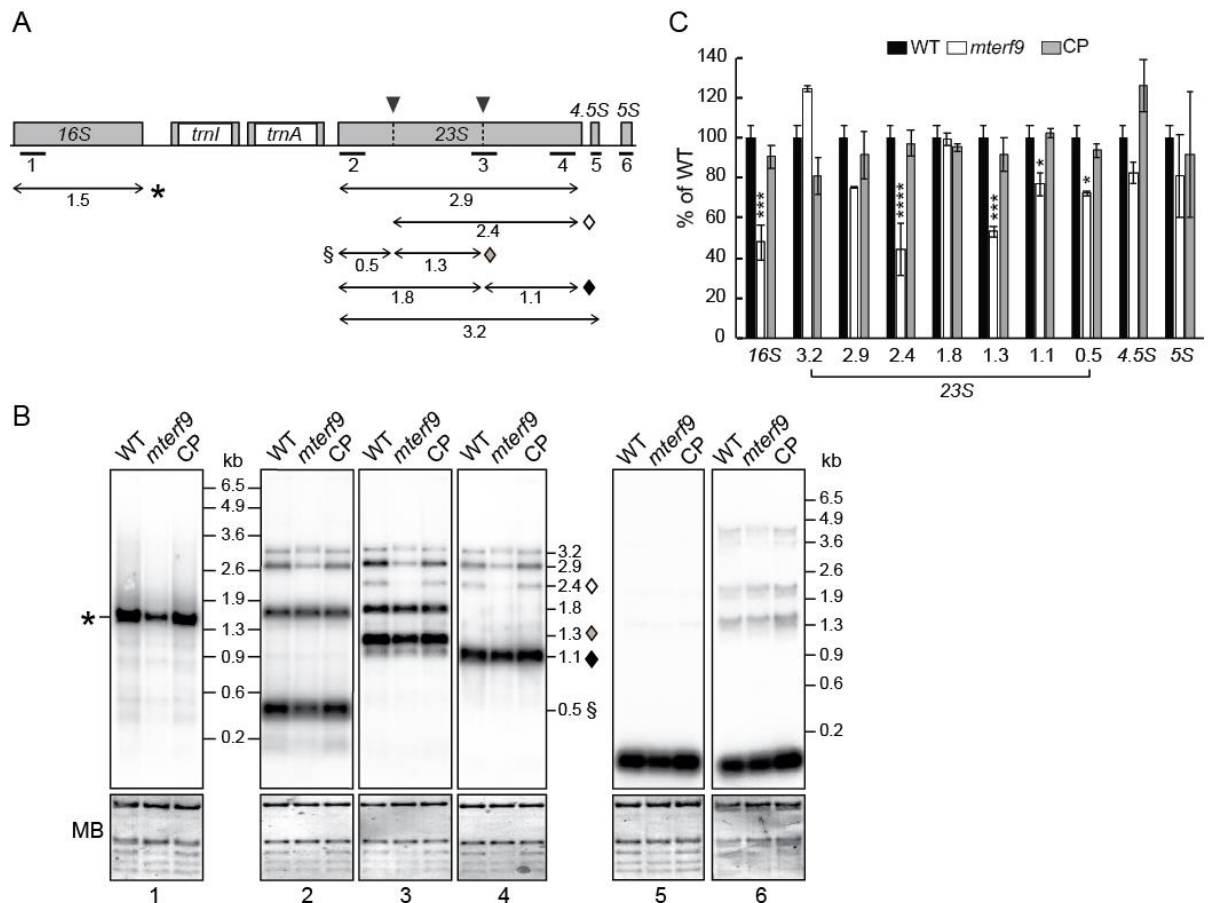 A
16S
trnI
trnA
23S
4.5S
5S
1
2
3
4
5
6
1.5
*
2.9
2.4
§
0.5
1.3
1.8
1.1
3.2
C
WT
mterf9
CP
% of WT
140
120
100
80
60
40
20
0
***
****
***
*
*
16S
3.2
2.9
2.4
1.8
1.3
1.1
0.5
4.5S
5S
23S
B
WT mterf9 CP
kb
6.5
4.9
3.6
2.6
1.9
1.3
0.9
0.6
0.2
*
WT mterf9 CP
WT mterf9 CP
WT mterf9 CP
3.2
2.9
2.4
1.8
1.3
1.1
0.5 §
WT mterf9 CP
WT mterf9 CP
kb
6.5
4.9
3.6
2.6
1.9
1.3
0.9
0.6
0.2
MB
1
2
3
4
5
6